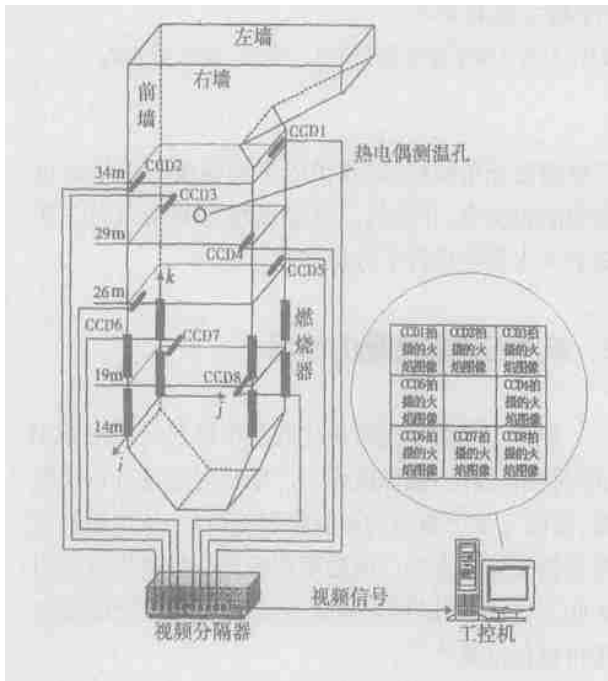 左墙
右墙
前
墙
CCD1
热电偶测温孔
CCD2
34m
CCD3
29m
CCD4
CCD5
k
26m
CCD6
燃
烧
器
CCD7
19m
CCD8
j
14m
i
CCD1拍
摄的火
焰图像
CCD2拍
摄的火
焰图像
CCD3拍
摄的火
焰图像
CCD5拍
摄的火
焰图像
CCD4拍
摄的火
焰图像
CCD6拍
摄的火
焰图像
CCD7拍
摄的火
焰图像
CCD8拍
摄的火
焰图像
视频信号
视频分隔器
工控机